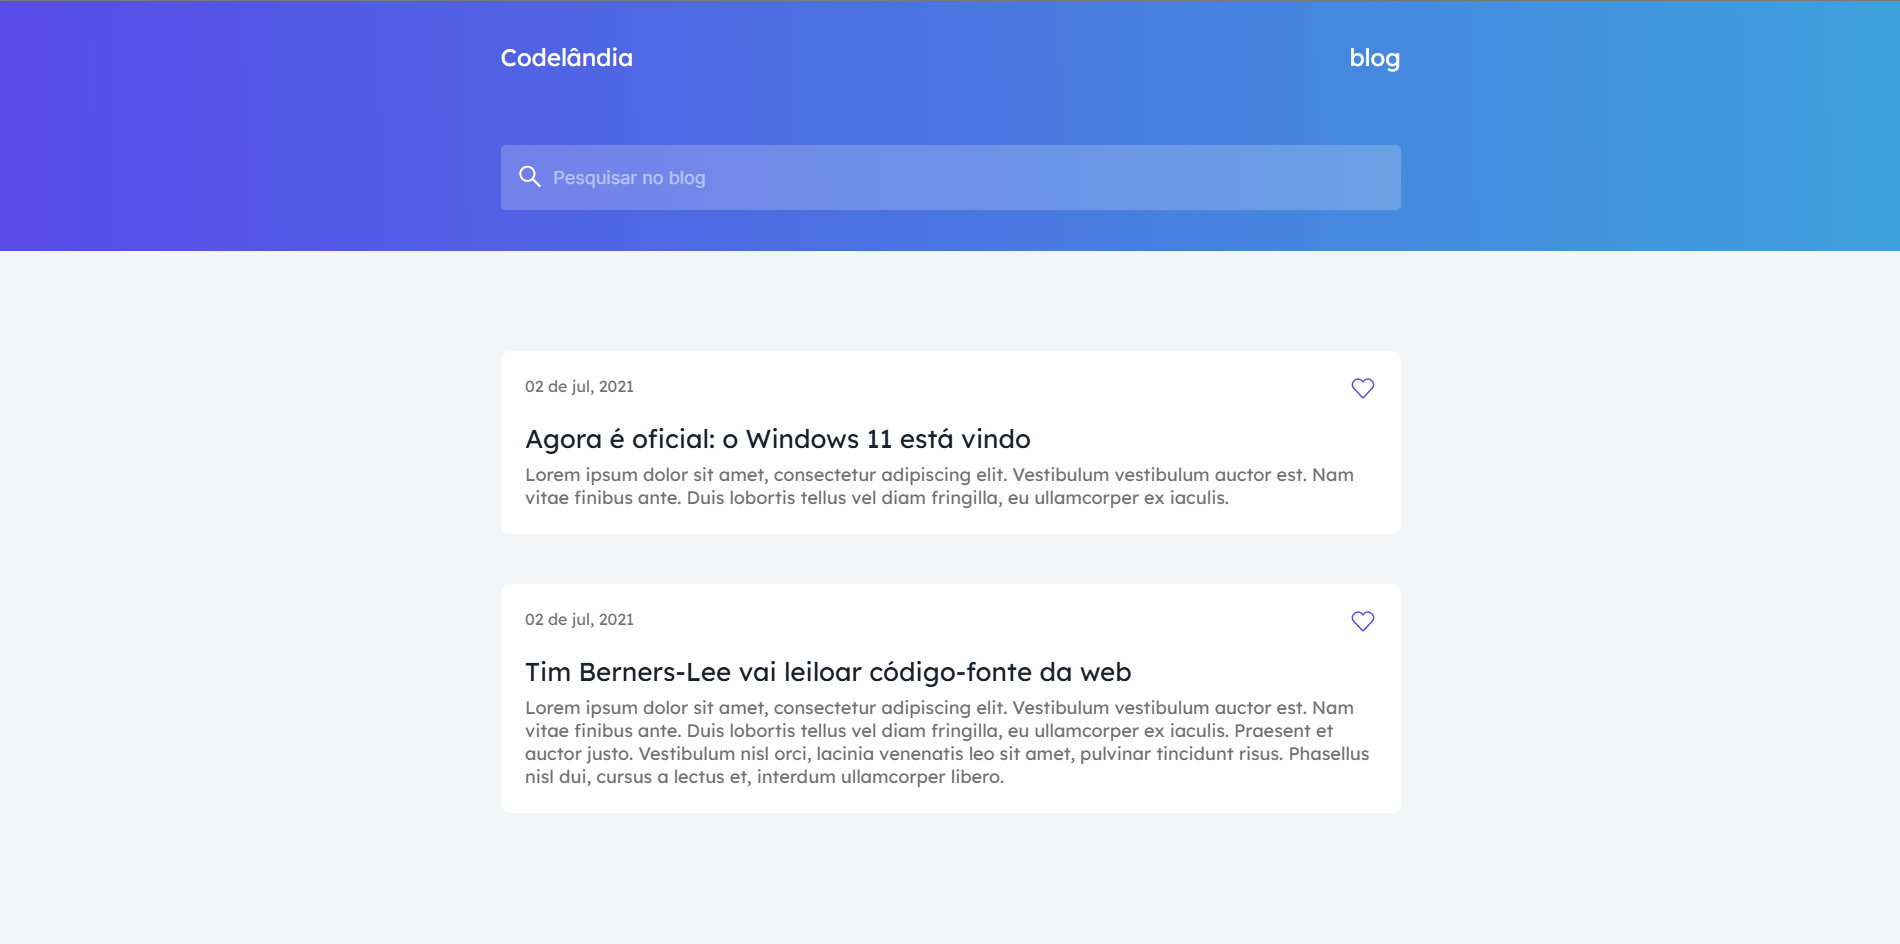 Codelândia
blog
Pesquisar no blog
02 de jul, 2021
Agora é oficial: o Windows 11 está vindo
Lorem ipsum dolor sit amet, consectetur adipiscing elit. Vestibulum vestibulum auctor est. Nam
vitae finibus ante. Duis lobortis tellus vel diam fringilla, eu ullamcorper ex iaculis.
02 de jul, 2021
Tim Berners-Lee vai leiloar código-fonte da web
Lorem ipsum dolor sit amet, consectetur adipiscing elit. Vestibulum vestibulum auctor est. Nam
vitae finibus ante. Duis lobortis tellus vel diam fringilla, eu ullamcorper ex iaculis. Praesent et
auctor justo. Vestibulum nisl orci, lacinia venenatis leo sit amet, pulvinar tincidunt risus. Phasellus
nisl dui, cursus a lectus et, interdum ullamcorper libero.